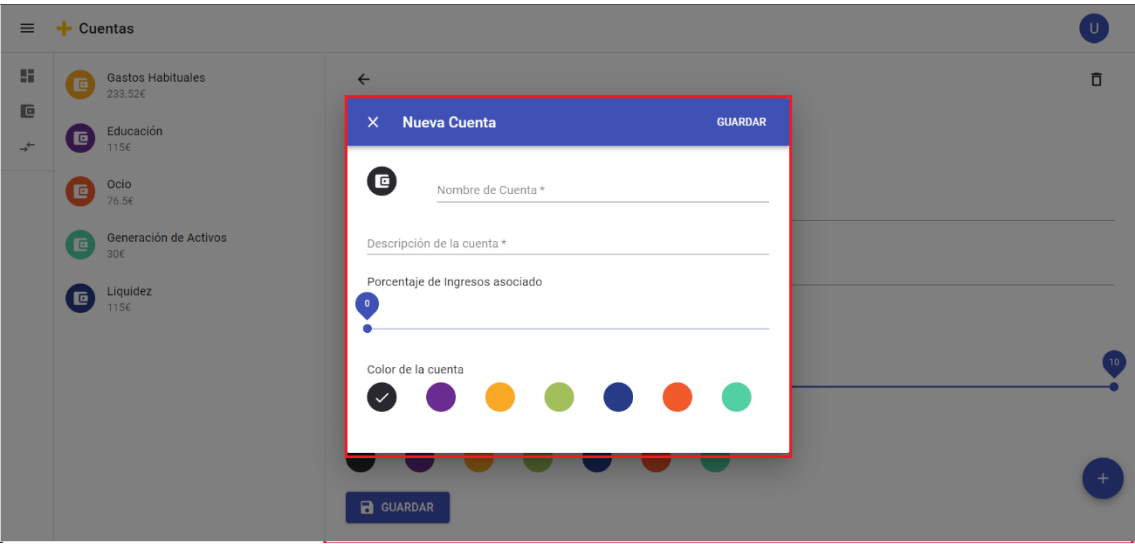 Cuentas
U
Gastos Habituales
233.52€
Educación
115€
Ocio
76.5€
Generación de Activos
30€
Liquidez
115€
Nueva Cuenta
GUARDAR
Nombre de Cuenta *
Descripción de la cuenta *
Porcentaje de Ingresos asociado
0
Color de la cuenta
10
GUARDAR